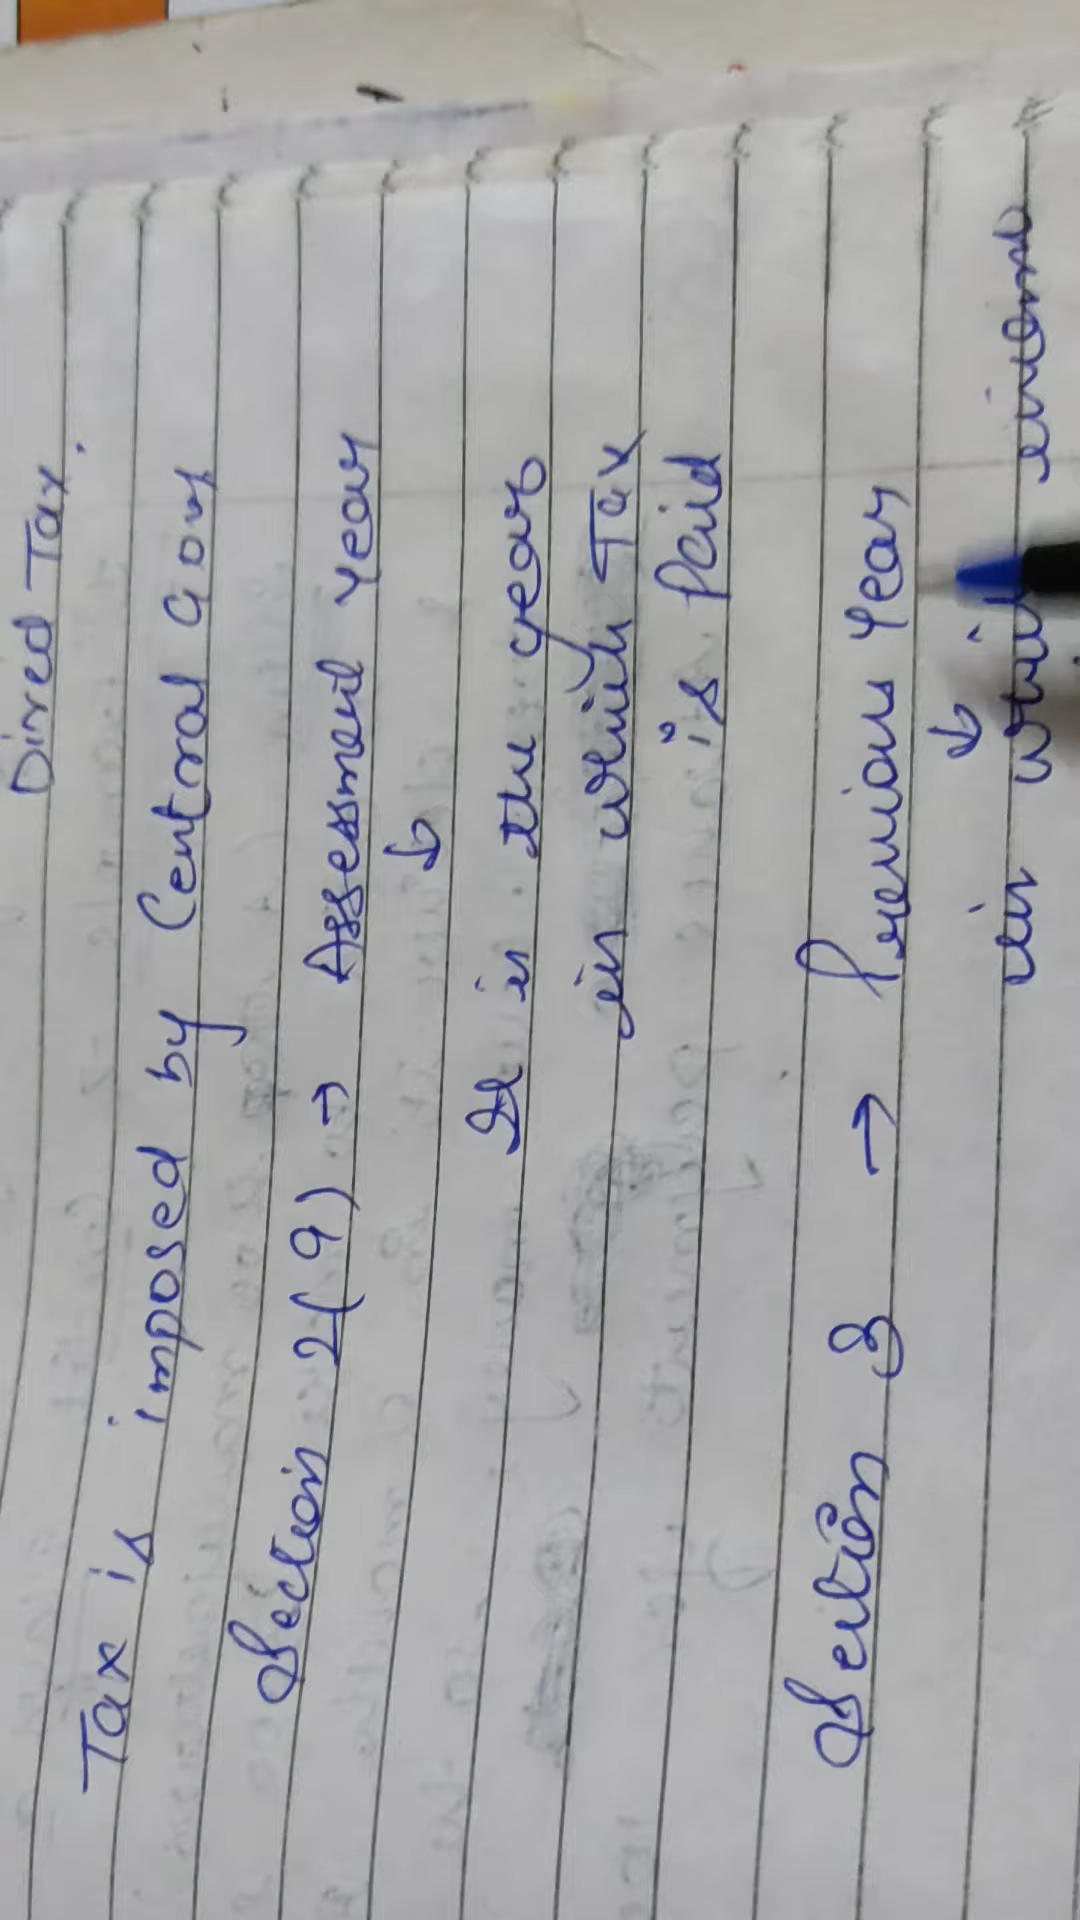 Direct Tax.
Tax is imposed by Central Gov
Section 2(9) → Assessment Year
↓
It is the year
in which Tax
is Paid
Section 3 → Previous Year
↓
in which